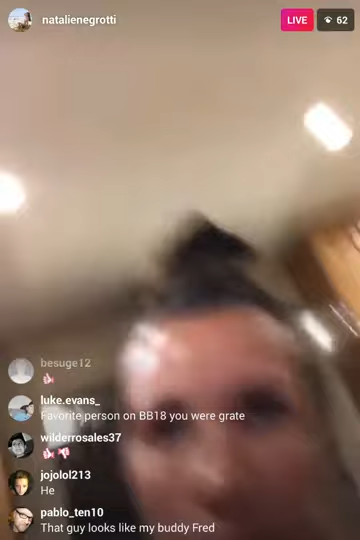 natalienegrotti
LIVE 62
besuge12
luke.evans_
Favorite person on BB18 you were grate
wilderrosales37
jojolol213
He
pablo_ten10
That guy looks like my buddy Fred